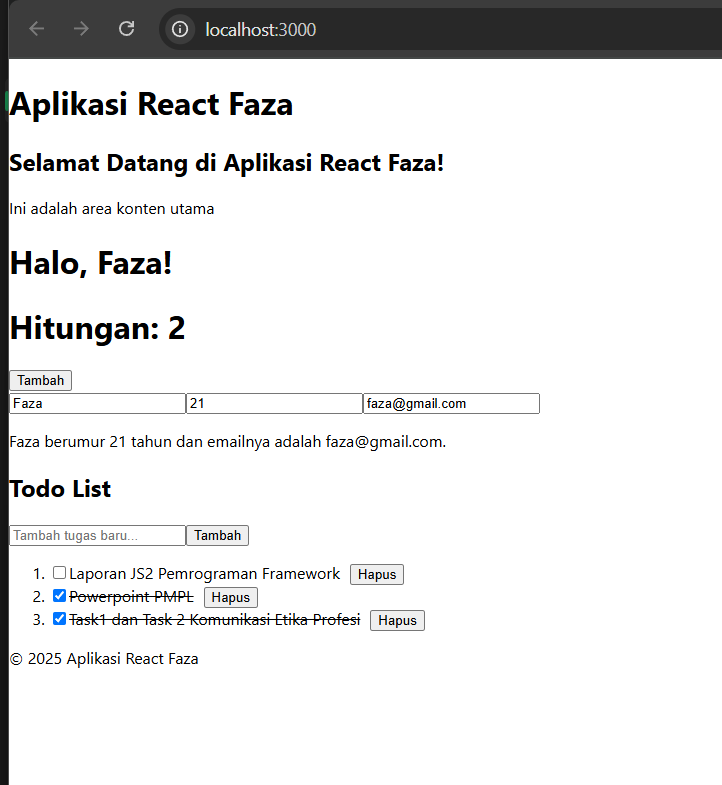 localhost:3000
Aplikasi React Faza
Selamat Datang di Aplikasi React Faza!
Ini adalah area konten utama
Halo, Faza!
Hitungan: 2
Tambah
Faza 21 faza@gmail.com
Faza berumur 21 tahun dan emailnya adalah faza@gmail.com.
Todo List
Tambah tugas baru... Tambah
1. Laporan JS2 Pemrograman Framework Hapus
2. Powerpoint PMPL Hapus
3. Task1 dan Task 2 Komunikasi Etika Profesi Hapus
© 2025 Aplikasi React Faza